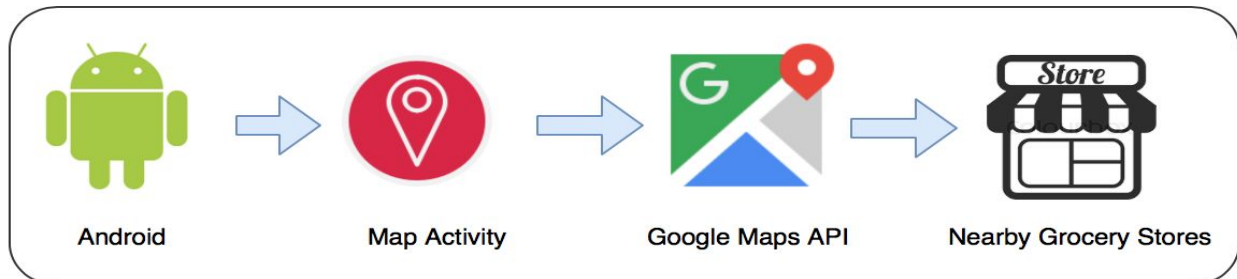 Store
G
Android
Map Activity
Google Maps API
Nearby Grocery Stores